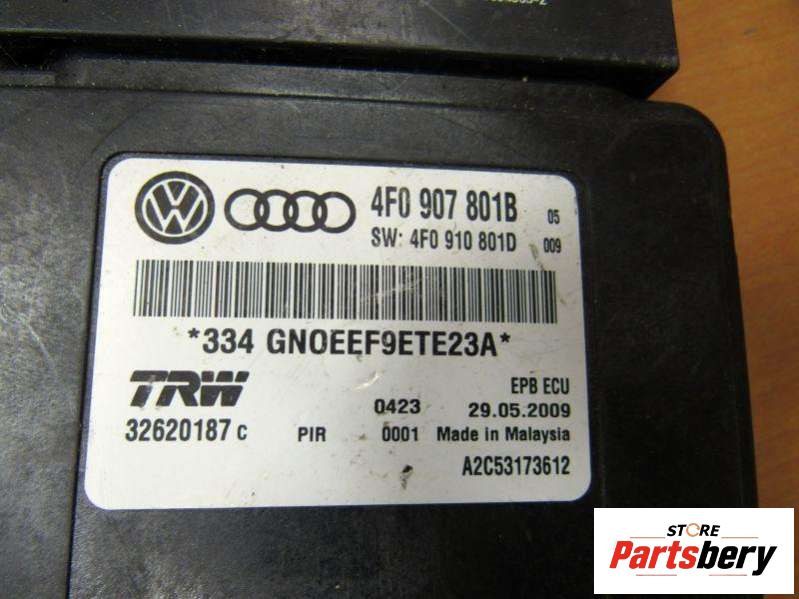 4F0 907 801B 05
SW: 4F0 910 801D 009
*334 GNOEEF9ETE23A*
TRW EPB ECU
0423 29.05.2009
32620187 C PIR 0001 Made in Malaysia
A2C53173612
STORE
Partsbery